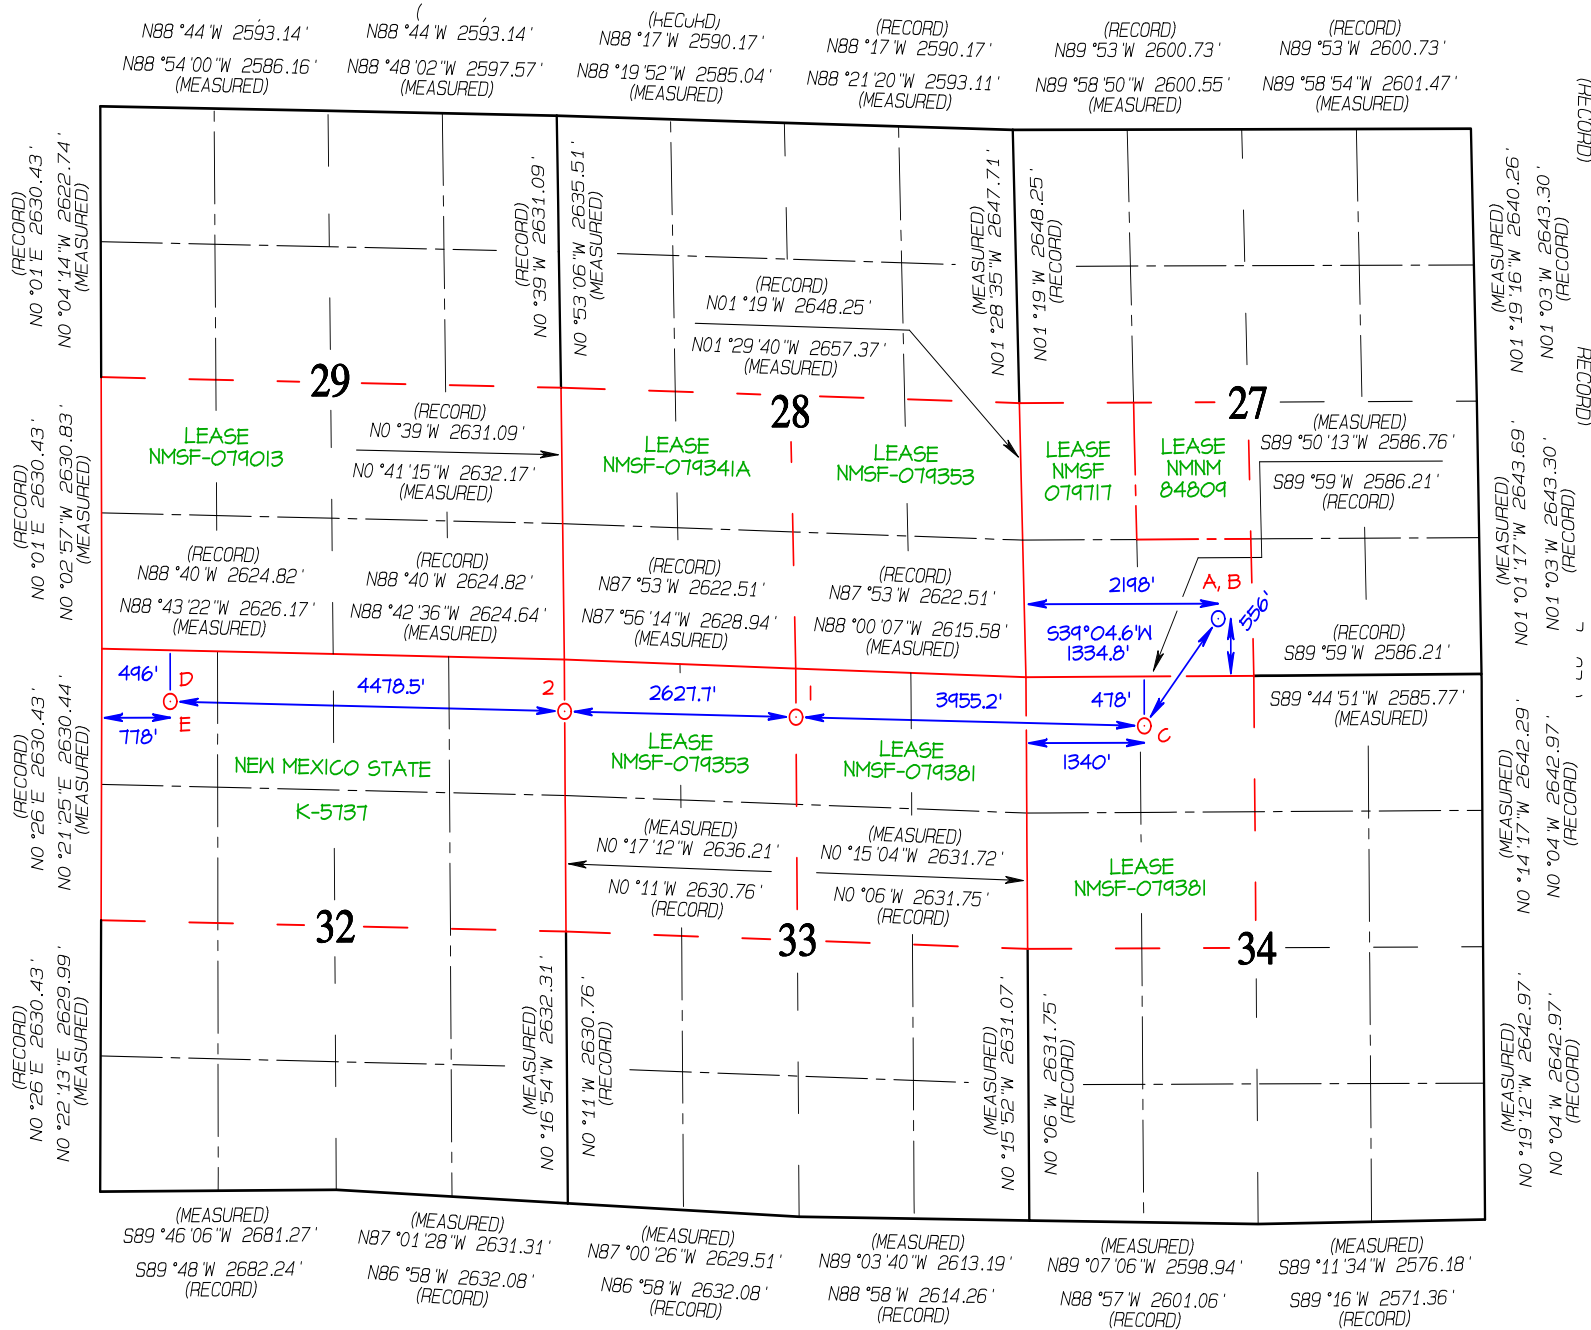 N88°44'W 2593.14'
N88°54'00"W 2586.16'
(MEASURED)
N88°44'W 2593.14'
N88°48'02"W 2597.57'
(MEASURED)
(RECORD)
N88°17'W 2590.17'
N88°19'52"W 2585.04'
(MEASURED)
(RECORD)
N88°17'W 2590.17'
N88°21'20"W 2593.11'
(MEASURED)
(RECORD)
N89°53'W 2600.73'
N89°58'50"W 2600.55'
(MEASURED)
(RECORD)
N89°53'W 2600.73'
N89°58'54"W 2601.47'
(MEASURED)
(RECORD)
(RECORD)
N0°01'E 2630.43'
N0°04'14"W 2622.74'
(MEASURED)
(RECORD)
N0°39'W 2631.09'
N0°53'06"W 2635.51'
(MEASURED)
(MEASURED)
N01°28'35"W 2647.71'
N01°19'W 2648.25'
(RECORD)
(MEASURED)
N01°19'16"W 2640.26'
N01°03'W 2643.30'
(RECORD)
(RECORD)
N01°19'W 2648.25'
N01°29'40"W 2657.37'
(MEASURED)
RECORD)
29
28
27
(RECORD)
N0°01'E 2630.43'
N0°02'57"W 2630.83'
(MEASURED)
LEASE
NMSF-079013
(RECORD)
N0°39'W 2631.09'
N0°41'15"W 2632.17'
(MEASURED)
LEASE
NMSF-079341A
LEASE
NMSF-079353
LEASE
NMSF
079717
LEASE
NMNM
84809
(MEASURED)
S89°50'13"W 2586.76'
S89°59'W 2586.21'
(RECORD)
(MEASURED)
N01°01'17"W 2643.69'
N01°03'W 2643.30'
(RECORD)
(RECORD)
N88°40'W 2624.82'
N88°43'22"W 2626.17'
(MEASURED)
(RECORD)
N88°40'W 2624.82'
N88°42'36"W 2624.64'
(MEASURED)
(RECORD)
N87°53'W 2622.51'
N87°56'14"W 2628.94'
(MEASURED)
(RECORD)
N87°53'W 2622.51'
N88°00'07"W 2615.58'
(MEASURED)
2198'
A, B
556'
S39°04.6'W
1334.8'
(RECORD)
S89°59'W 2586.21'
S89°44'51"W 2585.77'
(MEASURED)
496'
D
E
778'
4478.5'
2
2627.7'
1
3955.2'
478'
C
1340'
(RECORD)
N0°26'E 2630.43'
N0°21'25"E 2630.44'
(MEASURED)
NEW MEXICO STATE
K-5737
LEASE
NMSF-079353
LEASE
NMSF-079381
(MEASURED)
N0°17'12"W 2636.21'
N0°11'W 2630.76'
(RECORD)
(MEASURED)
N0°15'04"W 2631.72'
N0°06'W 2631.75'
(RECORD)
LEASE
NMSF-079381
(MEASURED)
N0°14'17"W 2642.29'
N0°04'W 2642.97'
(RECORD)
32
33
34
(RECORD)
N0°26'E 2630.43'
N0°22'13"E 2629.99'
(MEASURED)
(MEASURED)
N0°16'54"W 2632.31'
N0°11'W 2630.76'
(RECORD)
(MEASURED)
N0°15'52"W 2631.07'
N0°06'W 2631.75'
(RECORD)
(MEASURED)
N0°19'12"W 2642.97'
N0°04'W 2642.97'
(RECORD)
(MEASURED)
S89°46'06"W 2681.27'
S89°48'W 2682.24'
(RECORD)
(MEASURED)
N87°01'28"W 2631.31'
N86°58'W 2632.08'
(RECORD)
(MEASURED)
N87°00'26"W 2629.51'
N86°58'W 2632.08'
(RECORD)
(MEASURED)
N89°03'40"W 2613.19'
N88°58'W 2614.26'
(RECORD)
(MEASURED)
N89°07'06"W 2598.94'
N88°57'W 2601.06'
(RECORD)
(MEASURED)
S89°11'34"W 2576.18'
S89°16'W 2571.36'
(RECORD)